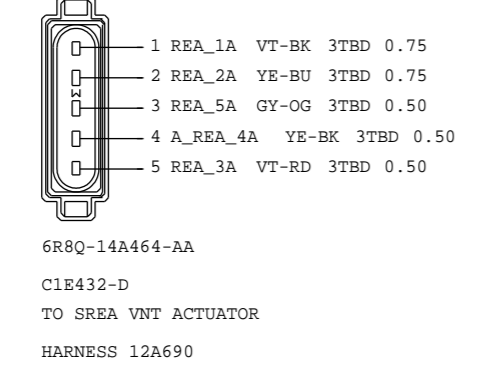 1 REA_1A VT-BK 3TBD 0.75
2 REA_2A YE-BU 3TBD 0.75
3 REA_5A GY-OG 3TBD 0.50
4 A_REA_4A YE-BK 3TBD 0.50
5 REA_3A VT-RD 3TBD 0.50
6R8Q-14A464-AA
C1E432-D
TO SREA VNT ACTUATOR
HARNESS 12A690